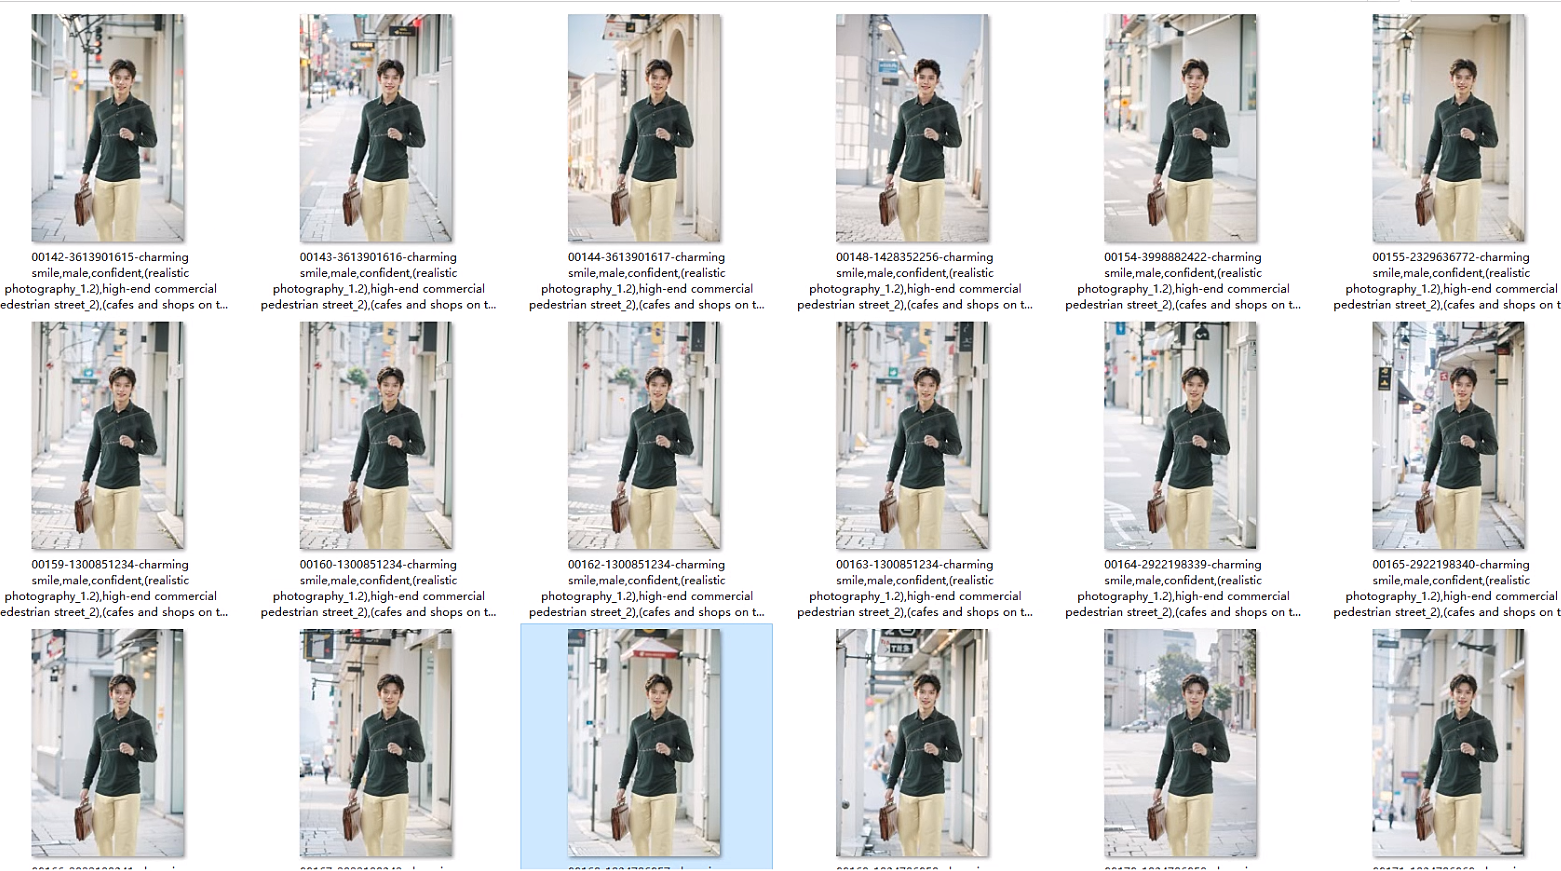 00142-3613901615-charming
smile,male,confident,(realistic
photography_1.2),high-end commercial
pedestrian street_2),(cafes and shops on t...
00143-3613901616-charming
smile,male,confident,(realistic
photography_1.2),high-end commercial
pedestrian street_2),(cafes and shops on t...
00144-3613901617-charming
smile,male,confident,(realistic
photography_1.2),high-end commercial
pedestrian street_2),(cafes and shops on t...
00148-1428352256-charming
smile,male,confident,(realistic
photography_1.2),high-end commercial
pedestrian street_2),(cafes and shops on t...
00154-3998882422-charming
smile,male,confident,(realistic
photography_1.2),high-end commercial
pedestrian street_2),(cafes and shops on t...
00155-2329636772-charming
smile,male,confident,(realistic
photography_1.2),high-end commercial
pedestrian street_2),(cafes and shops on t
00159-1300851234-charming
smile,male,confident,(realistic
photography_1.2),high-end commercial
pedestrian street_2),(cafes and shops on t...
00160-1300851234-charming
smile,male,confident,(realistic
photography_1.2),high-end commercial
pedestrian street_2),(cafes and shops on t...
00162-1300851234-charming
smile,male,confident,(realistic
photography_1.2),high-end commercial
pedestrian street_2),(cafes and shops on t...
00163-1300851234-charming
smile,male,confident,(realistic
photography_1.2),high-end commercial
pedestrian street_2),(cafes and shops on t...
00164-2922198339-charming
smile,male,confident,(realistic
photography_1.2),high-end commercial
pedestrian street_2),(cafes and shops on t...
00165-2922198340-charming
smile,male,confident,(realistic
photography_1.2),high-end commercial
pedestrian street_2),(cafes and shops on t